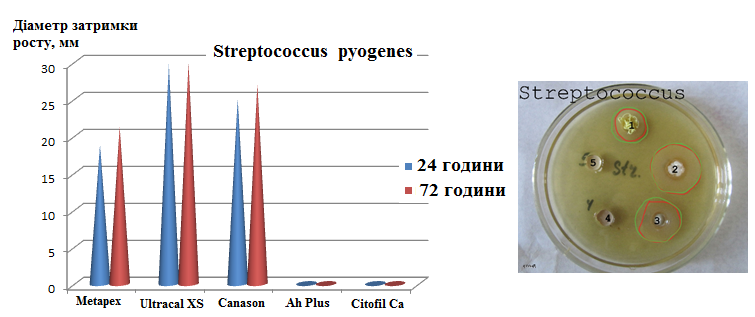 Діаметр затримки
росту, мм
Streptococcus pyogenes
30
25
20
15
10
5
0
24 години
72 години
Metapex
Ultracal XS
Canason
Ah Plus
Citofil Ca
Streptococcus
1
5
Str.
2
4
3